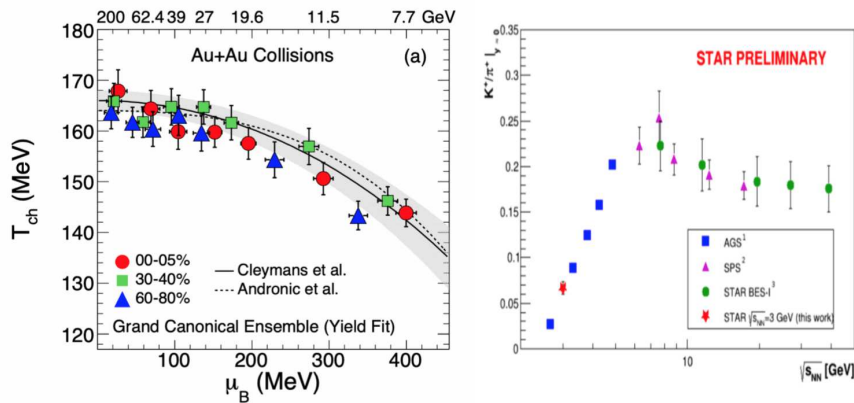 200 62.4 39 27 19.6 11.5 7.7 GeV
Au+Au Collisions (a)
T_ch (MeV)
170
160
150
140
130
120
00-05%
30-40%
60-80%
Cleymans et al.
Andronic et al.
Grand Canonical Ensemble (Yield Fit)
0 100 200 300 400
μ_B (MeV)
K⁺/π⁺ |_y=0
STAR PRELIMINARY
0.35
0.3
0.25
0.2
0.15
0.1
0.05
0
AGS¹
SPS²
STAR BES-I³
STAR √s_NN=3 GeV (this work)
10
√s_NN [GeV]